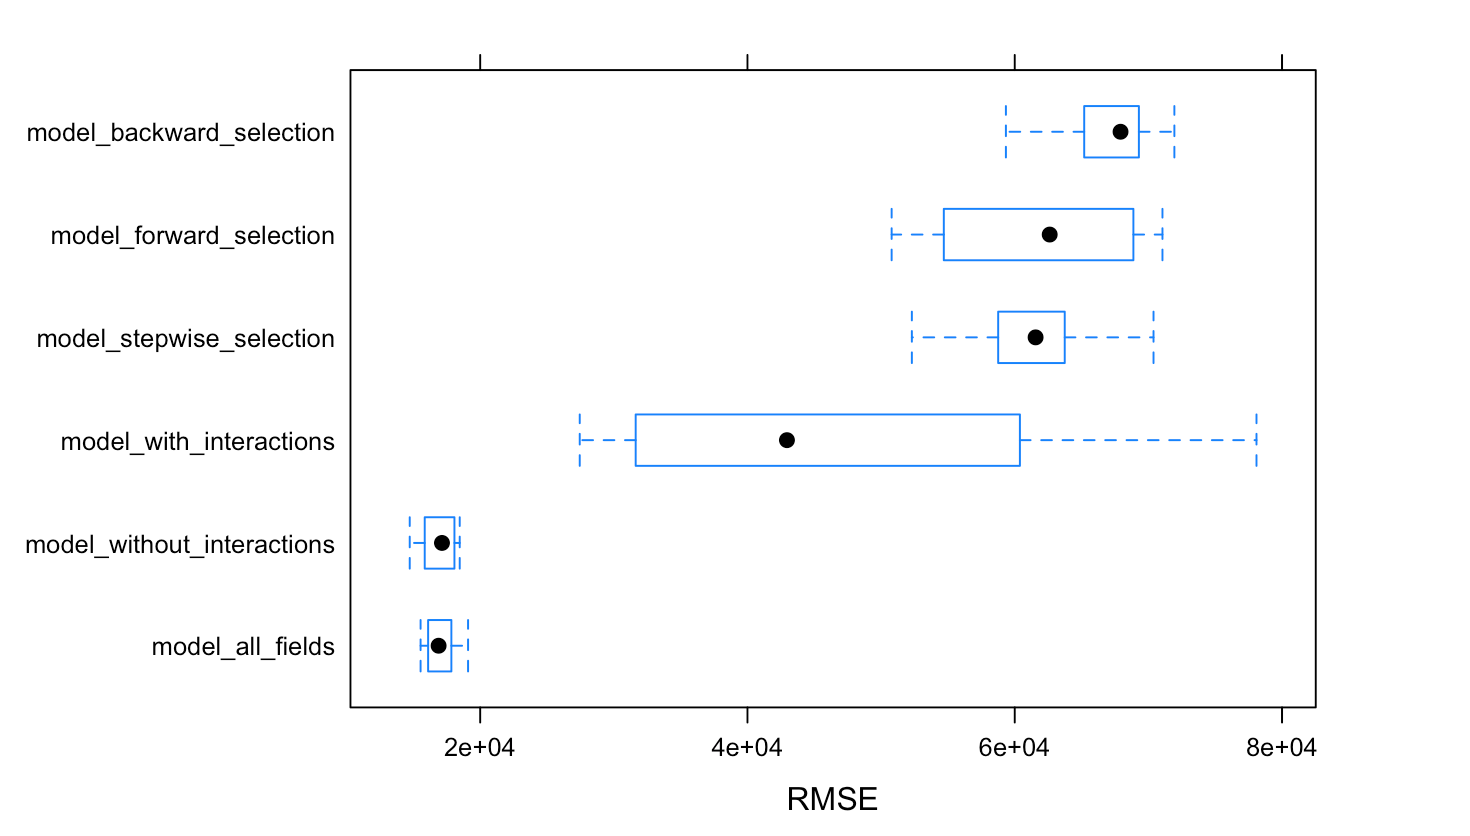 model_backward_selection
model_forward_selection
model_stepwise_selection
model_with_interactions
model_without_interactions
model_all_fields
2e+04 4e+04 6e+04 8e+04
RMSE